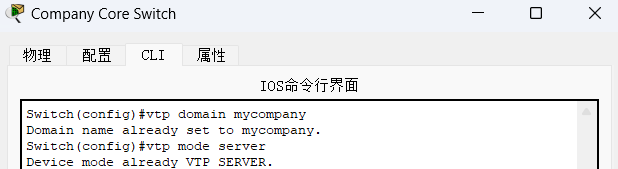 Company Core Switch
物理 配置 CLI 属性
IOS命令行界面
Switch(config)#vtp domain mycompany
Domain name already set to mycompany.
Switch(config)#vtp mode server
Device mode already VTP SERVER.